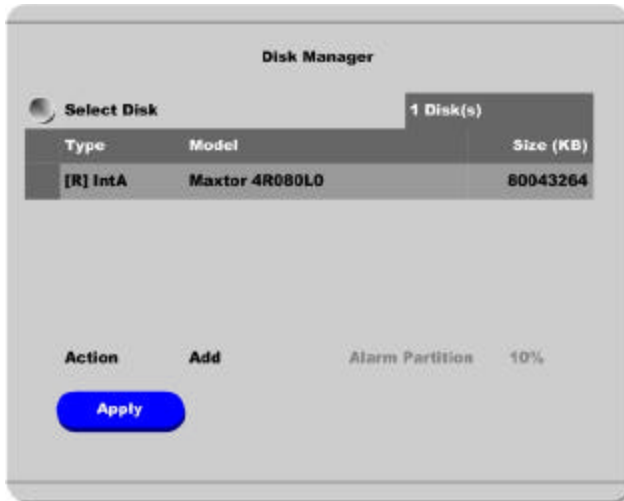 Disk Manager
Select Disk 1 Disk(s)
Type Model Size (KB)
[R] IntA Maxtor 4R080L0 80043264
Action Add Alarm Partition 10%
Apply